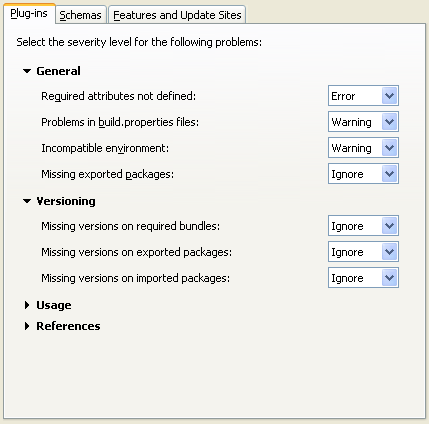 Plug-ins Schemas Features and Update Sites
Select the severity level for the following problems:
General
Required attributes not defined: Error
Problems in build.properties files: Warning
Incompatible environment: Warning
Missing exported packages: Ignore
Versioning
Missing versions on required bundles: Ignore
Missing versions on exported packages: Ignore
Missing versions on imported packages: Ignore
Usage
References